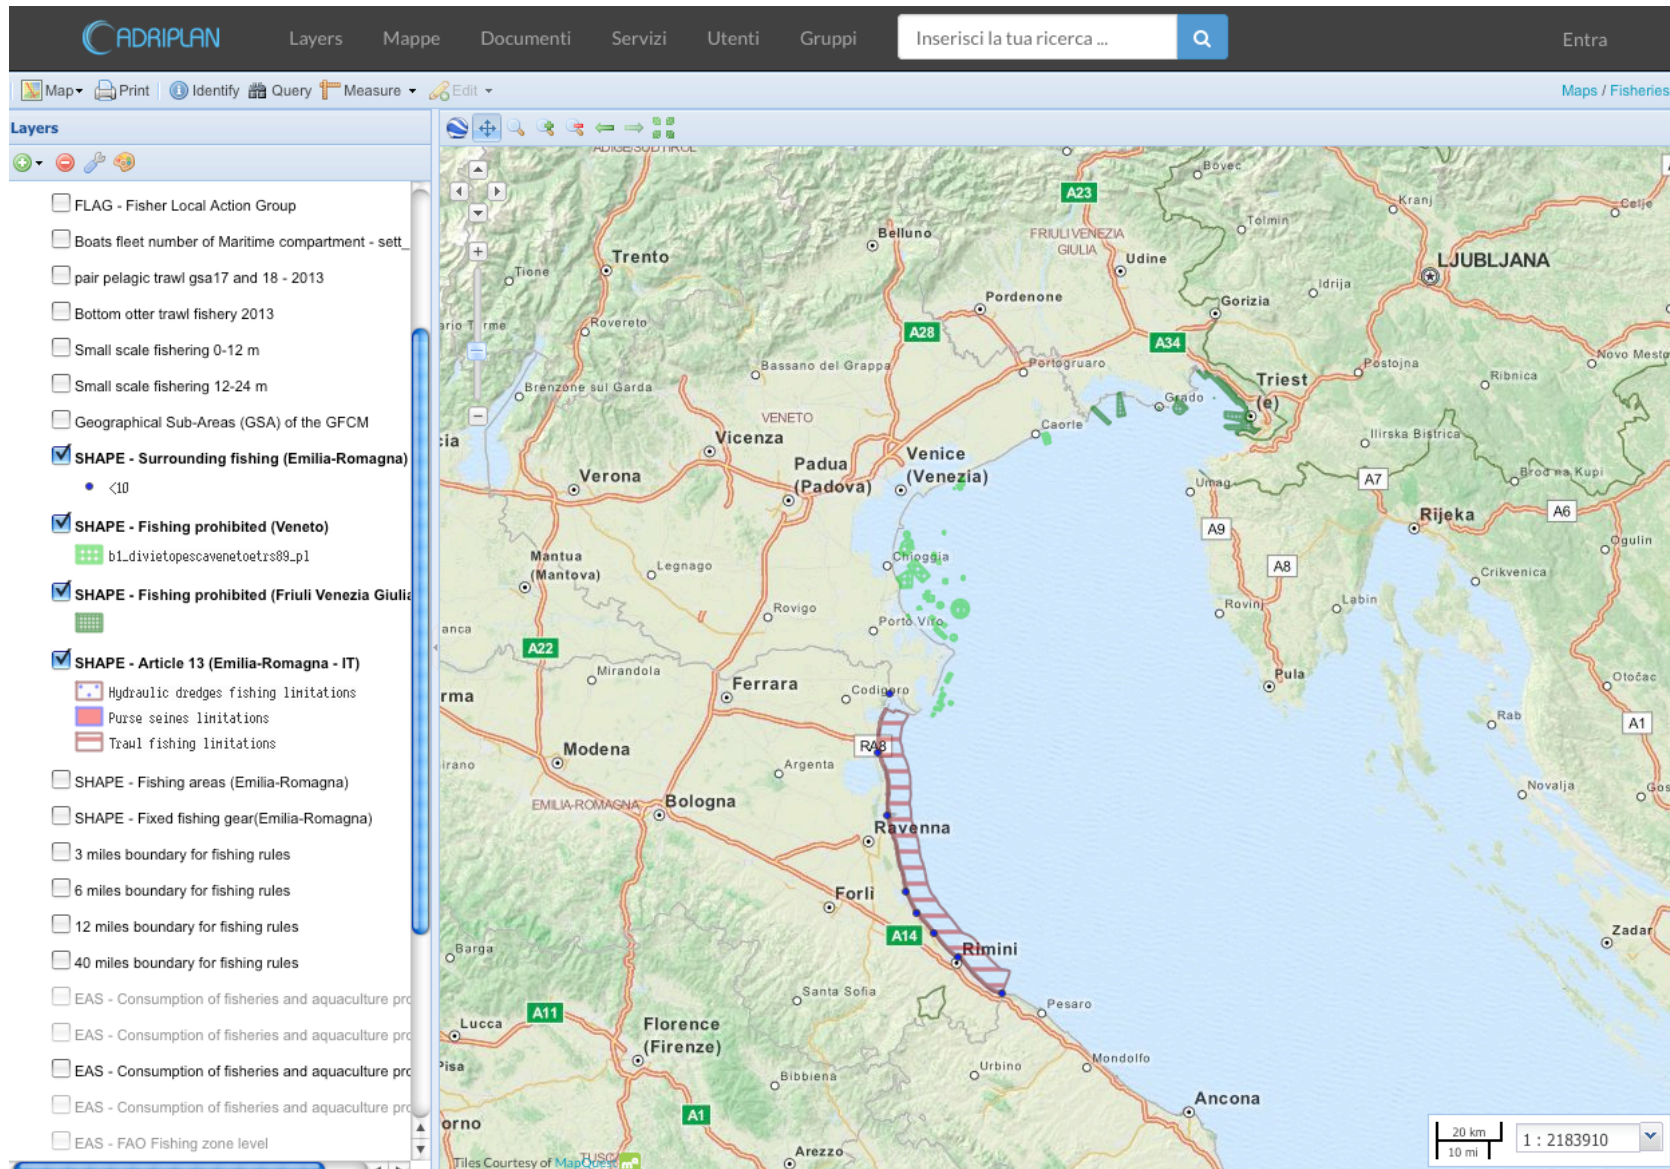 ADRIPLAN Layers Mappe Documenti Servizi Utenti Gruppi Inserisci la tua ricerca ... Entra
Map Print Identify Query Measure Edit Maps / Fisheries
Layers
FLAG - Fisher Local Action Group
Boats fleet number of Maritime compartment - sett_
pair pelagic trawl gsa17 and 18 - 2013
Bottom otter trawl fishery 2013
Small scale fishering 0-12 m
Small scale fishering 12-24 m
Geographical Sub-Areas (GSA) of the GFCM
SHAPE - Surrounding fishing (Emilia-Romagna)
<10
SHAPE - Fishing prohibited (Veneto)
b1_divietopescavenetoetrs89_pl
SHAPE - Fishing prohibited (Friuli Venezia Giulia
SHAPE - Article 13 (Emilia-Romagna - IT)
Hydraulic dredges fishing limitations
Purse seines limitations
Trawl fishing limitations
SHAPE - Fishing areas (Emilia-Romagna)
SHAPE - Fixed fishing gear(Emilia-Romagna)
3 miles boundary for fishing rules
6 miles boundary for fishing rules
12 miles boundary for fishing rules
40 miles boundary for fishing rules
EAS - Consumption of fisheries and aquaculture pro
EAS - Consumption of fisheries and aquaculture pro
EAS - Consumption of fisheries and aquaculture pro
EAS - Consumption of fisheries and aquaculture pro
EAS - FAO Fishing zone level
ADIGE/SÜDTIROL
Bovec
A23
Kranj
Celje
Tolmin
Belluno
FRIULI VENEZIA
GIULIA
Trento
Udine
LJUBLJANA
Tione
Idrija
Pordenone
Gorizia
Rovereto
A28
A34
Novo Mesto
Bassano del Grappa
Portogruaro
Postojna
Ribnica
Brenzone sul Garda
Triest
(e)
Grado
VENETO
Caorle
Ilirska Bistrica
Vicenza
Venice
(Venezia)
Padua
(Padova)
Verona
Brod na Kupi
A7
Umag
Rijeka
A6
A9
Ogulin
Mantua
(Mantova)
Legnago
Chioggia
A8
Crikvenica
Rovigo
Porto Viro
Rovinj
Labin
anca
A22
Mirandola
Pula
Otočac
Ferrara
Codigoro
rma
Rab
A1
Modena
RA8
Argenta
irano
Novalja
Gos
EMILIA-ROMAGNA
Bologna
Ravenna
Forlì
A14
Zadar
Barga
Rimini
Santa Sofia
Pesaro
A11
Lucca
Florence
(Firenze)
Mondolfo
Pisa
Urbino
Bibbiena
Ancona
A1
orno
Arezzo
Tiles Courtesy of MapQuest
20 km
10 mi
1 : 2183910